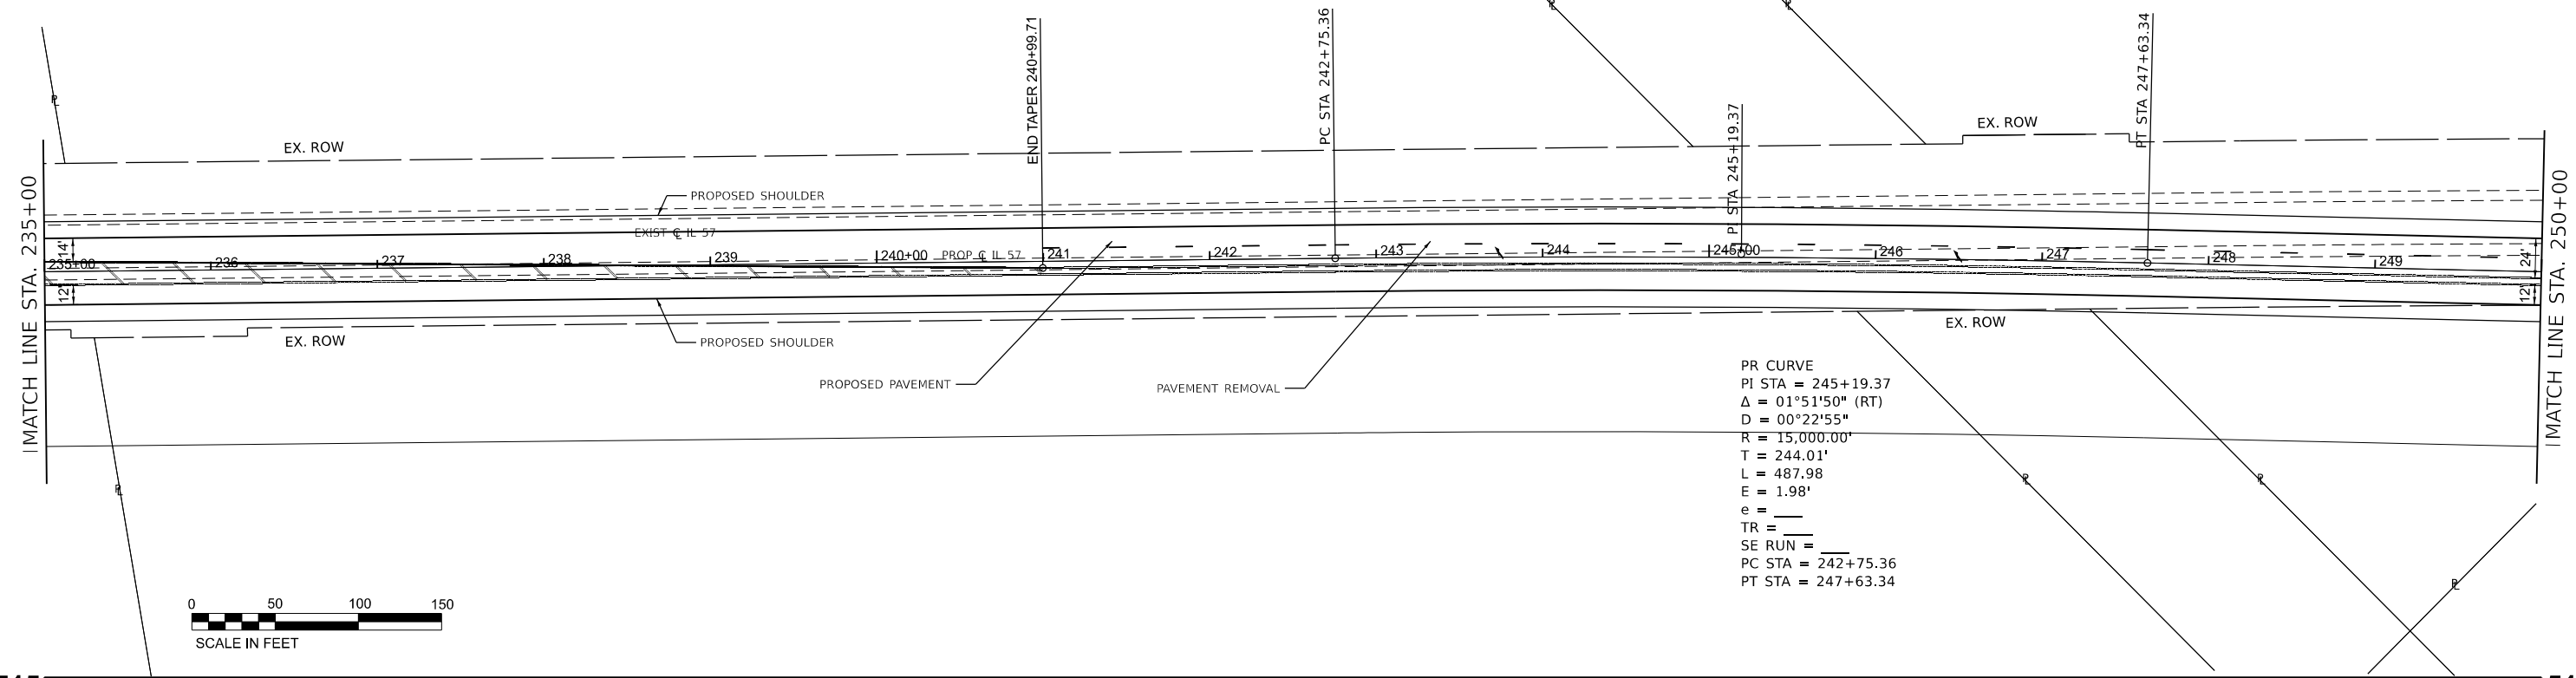 END TAPER 240+99.71
PC STA 242+75.36
PT STA 247+63.34
PI STA 245+19.37
℄
MATCH LINE STA. 235+00
MATCH LINE STA. 250+00
EX. ROW
EX. ROW
PROPOSED SHOULDER
EXIST ℄ IL 57
PROP ℄ IL 57
14'
12'
24'
12'
235+00
236
237
238
239
240+00
241
242
243
244
245+00
246
247
248
249
EX. ROW
EX. ROW
PROPOSED SHOULDER
PROPOSED PAVEMENT
PAVEMENT REMOVAL
PR CURVE
PI STA = 245+19.37
Δ = 01°51'50" (RT)
D = 00°22'55"
R = 15,000.00'
T = 244.01'
L = 487.98
E = 1.98'
e = ___
TR = ___
SE RUN = ___
PC STA = 242+75.36
PT STA = 247+63.34
0 50 100 150
SCALE IN FEET